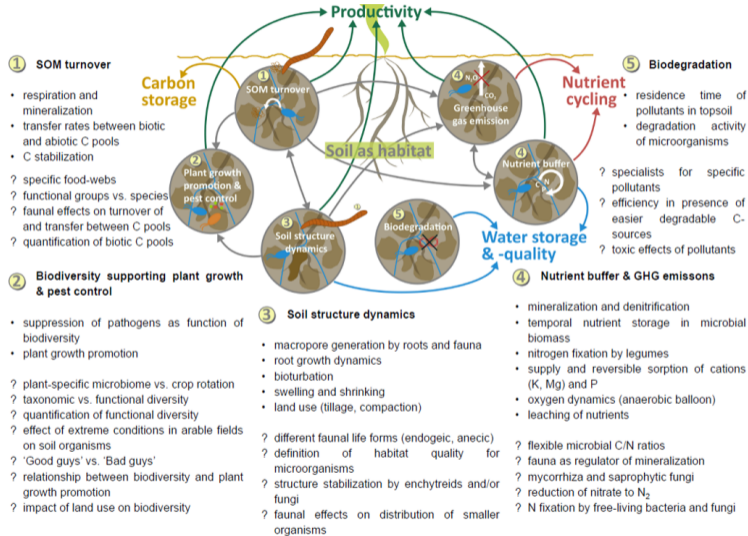 Productivity
1 SOM turnover
• respiration and
mineralization
• transfer rates between biotic
and abiotic C pools
• C stabilization
? specific food-webs
? functional groups vs. species
? faunal effects on turnover of
and transfer between C pools
? quantification of biotic C pools
Carbon
storage
1
SOM turnover
4 N₂O
CO₂
Greenhouse
gas emission
Nutrient
cycling
Soil as habitat
2
Plant growth
promotion &
pest control
4
Nutrient buffer
C N
3
Soil structure
dynamics
5
Biodegradation
Water storage
& -quality
5 Biodegradation
• residence time of
pollutants in topsoil
• degradation activity
of microorganisms
? specialists for specific
pollutants
? efficiency in presence of
easier degradable C-
sources
? toxic effects of pollutants
2 Biodiversity supporting plant growth
& pest control
• suppression of pathogens as function of
biodiversity
• plant growth promotion
? plant-specific microbiome vs. crop rotation
? taxonomic vs. functional diversity
? quantification of functional diversity
? effect of extreme conditions in arable fields
on soil organisms
? ‘Good guys’ vs. ‘Bad guys’
? relationship between biodiversity and plant
growth promotion
? impact of land use on biodiversity
3 Soil structure dynamics
• macropore generation by roots and fauna
• root growth dynamics
• bioturbation
• swelling and shrinking
• land use (tillage, compaction)
? different faunal life forms (endogeic, anecic)
? definition of habitat quality for
microorganisms
? structure stabilization by enchytreids and/or
fungi
? faunal effects on distribution of smaller
organisms
4 Nutrient buffer & GHG emissons
• mineralization and denitrification
• temporal nutrient storage in microbial
biomass
• nitrogen fixation by legumes
• supply and reversible sorption of cations
(K, Mg) and P
• oxygen dynamics (anaerobic balloon)
• leaching of nutrients
? flexible microbial C/N ratios
? fauna as regulator of mineralization
? mycorrhiza and saprophytic fungi
? reduction of nitrate to N₂
? N fixation by free-living bacteria and fungi